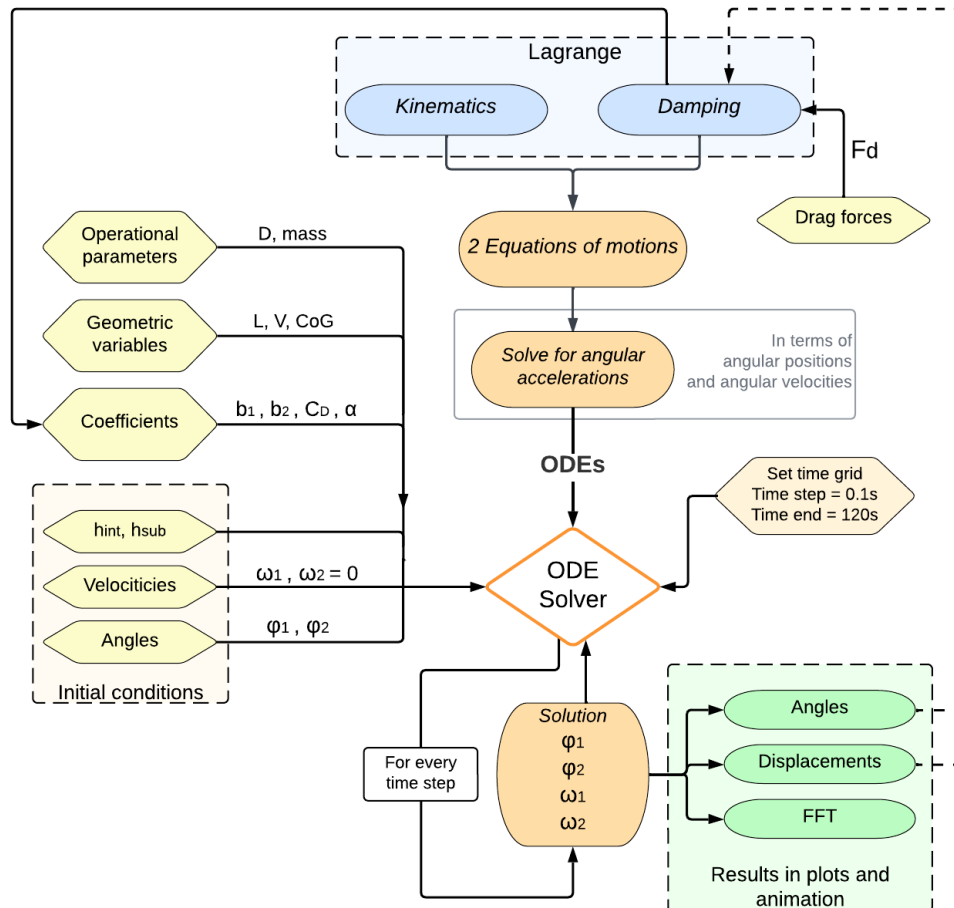 Lagrange
Kinematics
Damping
Fd
Drag forces
2 Equations of motions
Operational
parameters
D, mass
Geometric
variables
L, V, CoG
Coefficients
b1 , b2 , CD , α
Solve for angular
accelerations
In terms of
angular positions
and angular velocities
ODEs
Set time grid
Time step = 0.1s
Time end = 120s
hint, hsub
Velociticies
ω1 , ω2 = 0
Angles
φ1 , φ2
Initial conditions
ODE
Solver
For every
time step
Solution
φ1
φ2
ω1
ω2
Angles
Displacements
FFT
Results in plots and
animation